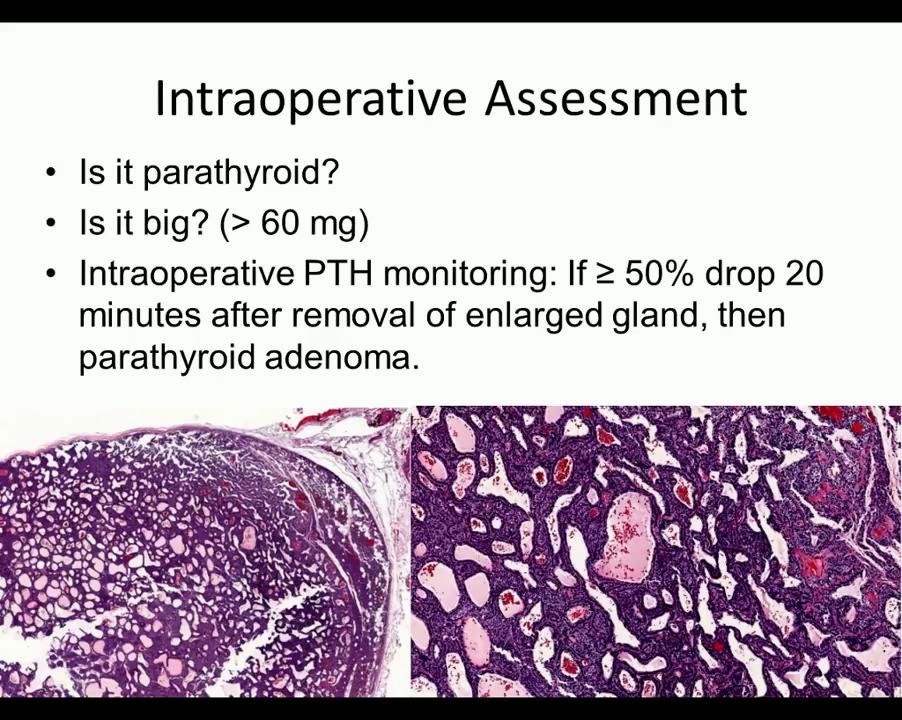 Intraoperative Assessment
• Is it parathyroid?
• Is it big? (> 60 mg)
• Intraoperative PTH monitoring: If ≥ 50% drop 20
minutes after removal of enlarged gland, then
parathyroid adenoma.